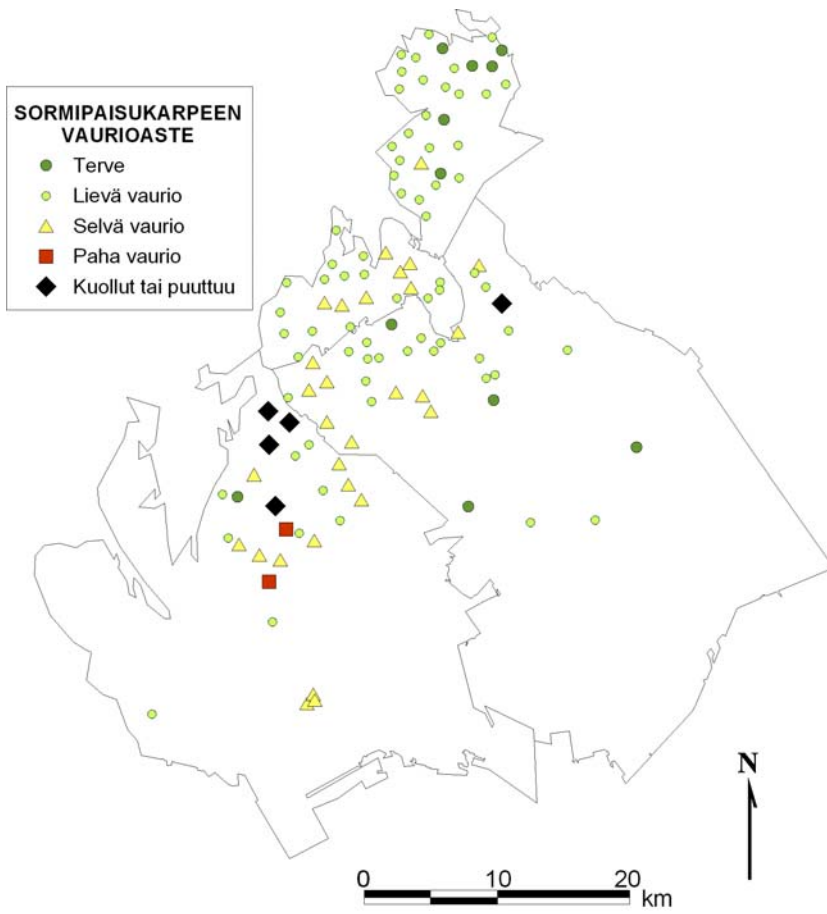 SORMIPAISUKARPEEN
VAURIOASTE
Terve
Lievä vaurio
Selvä vaurio
Paha vaurio
Kuollut tai puuttuu
N
0 10 20
km